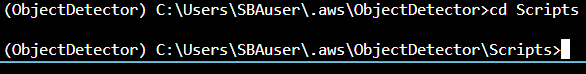 (ObjectDetector) C:\Users\SBAuser\.aws\ObjectDetector>cd Scripts
(ObjectDetector) C:\Users\SBAuser\.aws\ObjectDetector\Scripts>